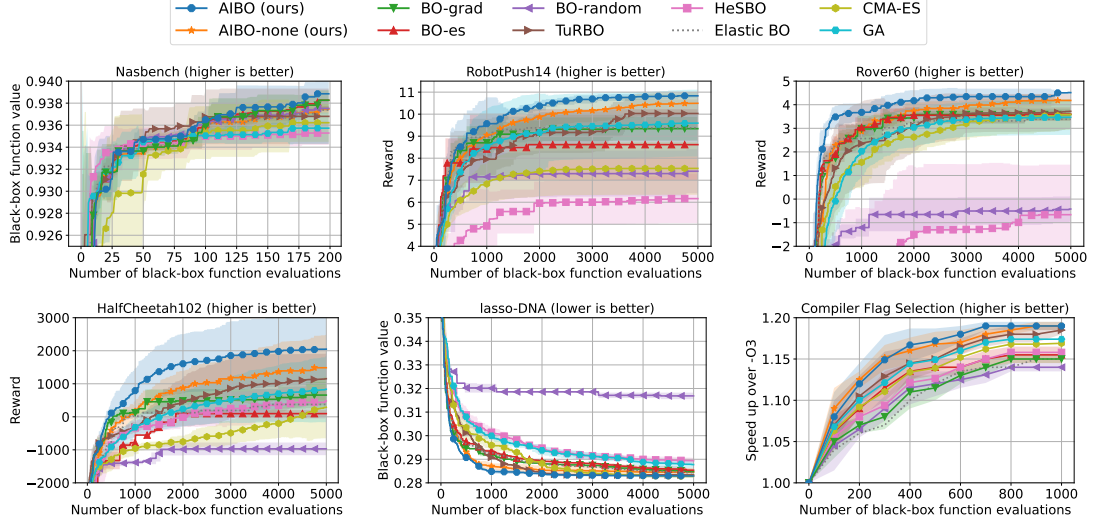 AIBO (ours) BO-grad BO-random HeSBO CMA-ES
AIBO-none (ours) BO-es TuRBO Elastic BO GA
Nasbench (higher is better)
Black-box function value
0.940
0.938
0.936
0.934
0.932
0.930
0.928
0.926
0 25 50 75 100 125 150 175 200
Number of black-box function evaluations
RobotPush14 (higher is better)
Reward
11
10
9
8
7
6
5
4
0 1000 2000 3000 4000 5000
Number of black-box function evaluations
Rover60 (higher is better)
Reward
5
4
3
2
1
0
−1
−2
0 1000 2000 3000 4000 5000
Number of black-box function evaluations
HalfCheetah102 (higher is better)
Reward
3000
2000
1000
0
−1000
−2000
0 1000 2000 3000 4000 5000
Number of black-box function evaluations
lasso-DNA (lower is better)
Black-box function value
0.35
0.34
0.33
0.32
0.31
0.30
0.29
0.28
0 1000 2000 3000 4000 5000
Number of black-box function evaluations
Compiler Flag Selection (higher is better)
Speed up over -O3
1.20
1.15
1.10
1.05
1.00
0 200 400 600 800 1000
Number of black-box function evaluations